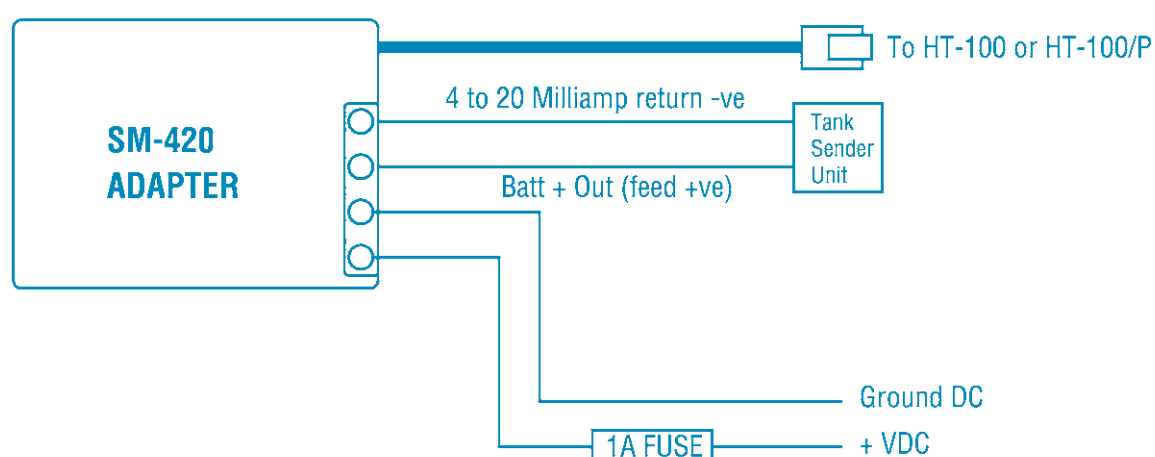 To HT-100 or HT-100/P
4 to 20 Milliamp return -ve
SM-420
ADAPTER
Tank
Sender
Unit
Batt + Out (feed +ve)
Ground DC
1A FUSE
+ VDC